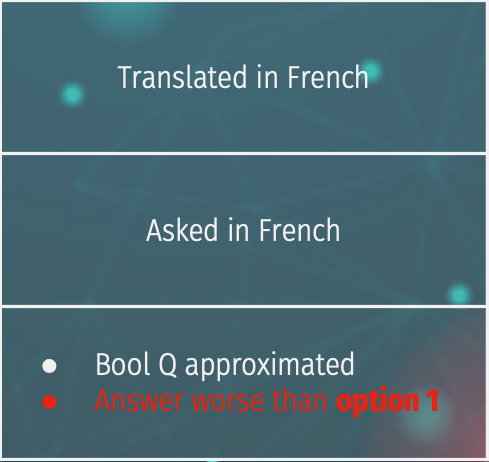 Translated in French
Asked in French
● Bool Q approximated
● Answer worse than option 1